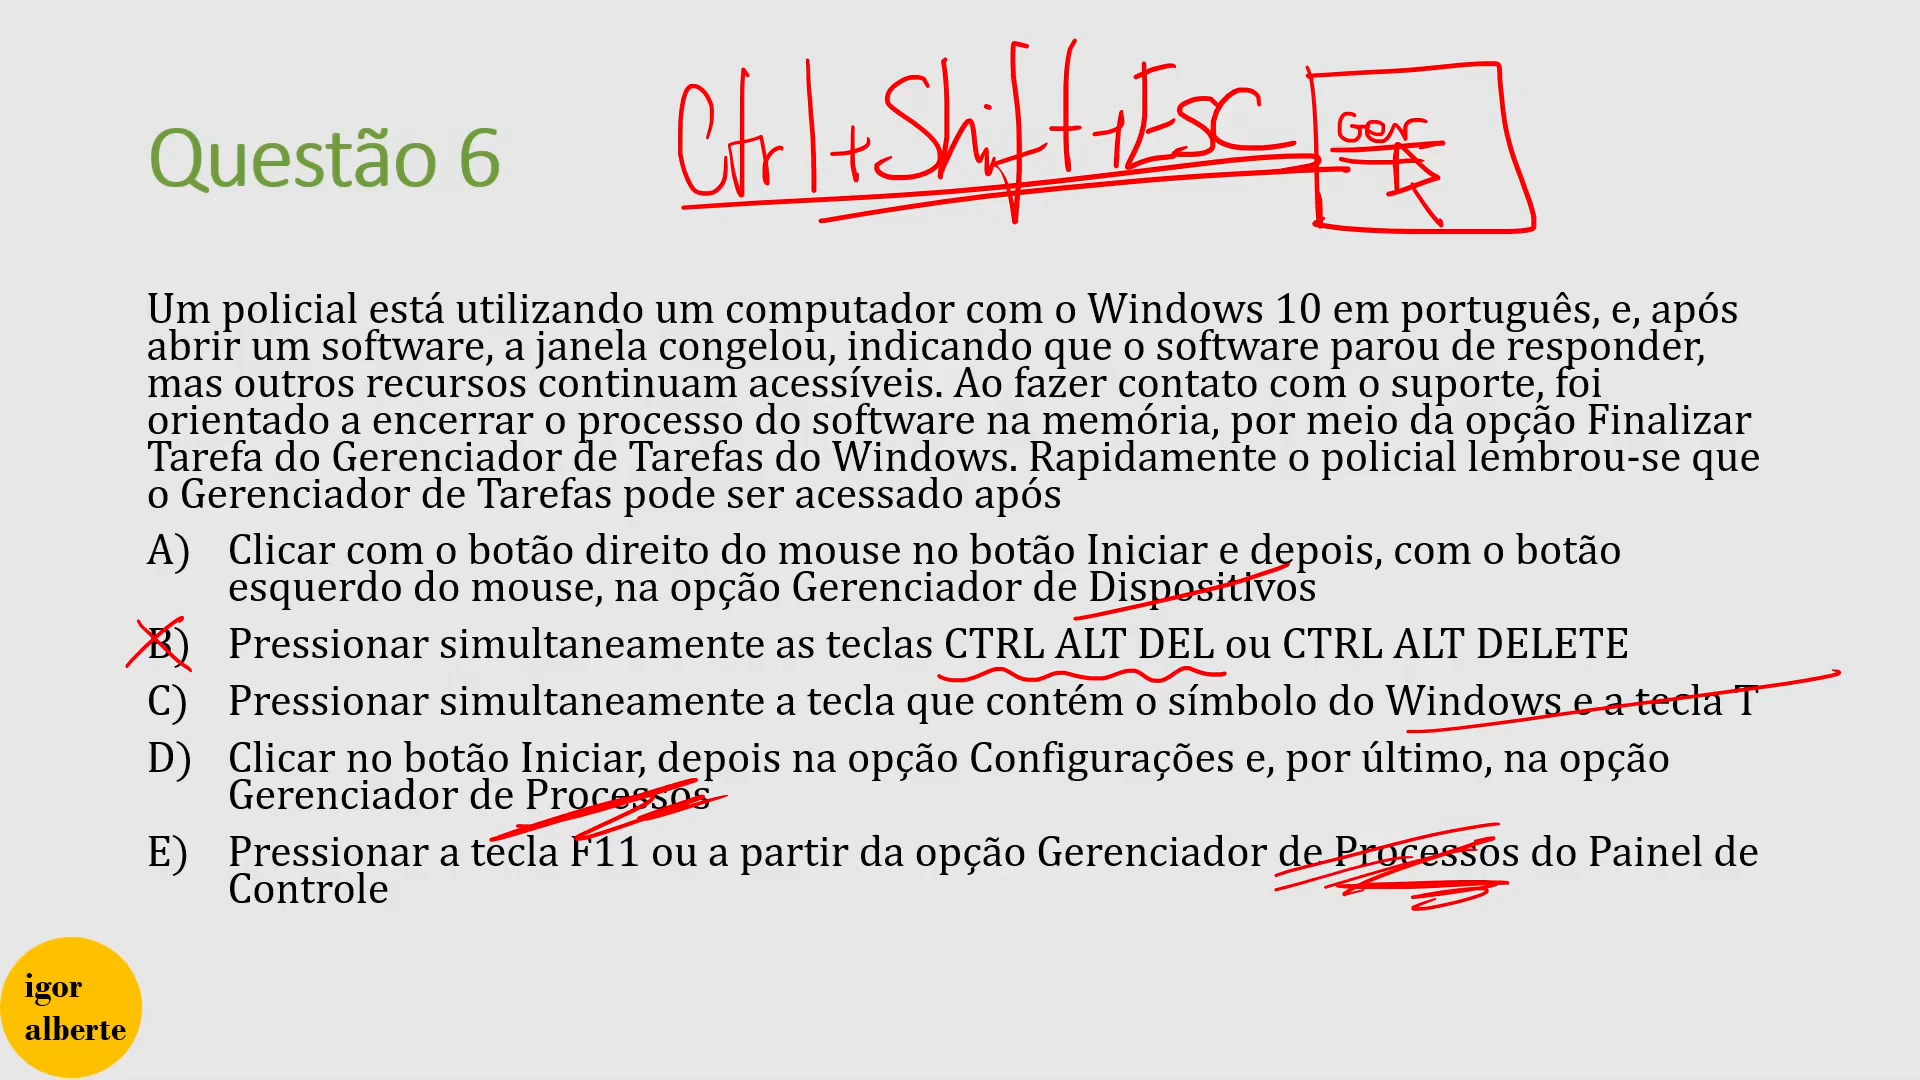 Ctrl+Shift+Esc
Ger
Questão 6
Um policial está utilizando um computador com o Windows 10 em português, e, após
abrir um software, a janela congelou, indicando que o software parou de responder,
mas outros recursos continuam acessíveis. Ao fazer contato com o suporte, foi
orientado a encerrar o processo do software na memória, por meio da opção Finalizar
Tarefa do Gerenciador de Tarefas do Windows. Rapidamente o policial lembrou-se que
o Gerenciador de Tarefas pode ser acessado após
A) Clicar com o botão direito do mouse no botão Iniciar e depois, com o botão
esquerdo do mouse, na opção Gerenciador de Dispositivos
B) Pressionar simultaneamente as teclas CTRL ALT DEL ou CTRL ALT DELETE
C) Pressionar simultaneamente a tecla que contém o símbolo do Windows e a tecla T
D) Clicar no botão Iniciar, depois na opção Configurações e, por último, na opção
Gerenciador de Processos
E) Pressionar a tecla F11 ou a partir da opção Gerenciador de Processos do Painel de
Controle
igor
alberte